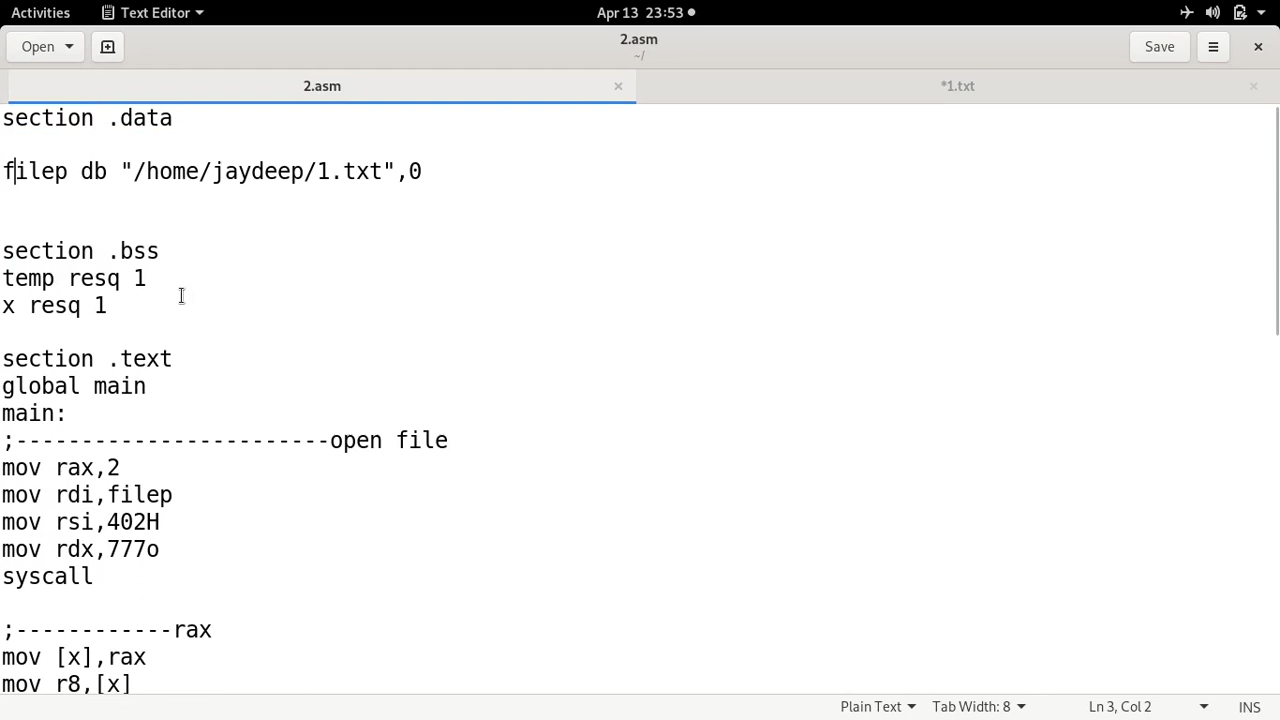 Activities Text Editor Apr 13 23:53
Open 2.asm Save
~/
2.asm *1.txt
section .data
filep db "/home/jaydeep/1.txt",0
section .bss
temp resq 1
x resq 1
section .text
global main
main:
;------------------------open file
mov rax,2
mov rdi,filep
mov rsi,402H
mov rdx,777o
syscall
;------------rax
mov [x],rax
mov r8,[x]
Plain Text Tab Width: 8 Ln 3, Col 2 INS